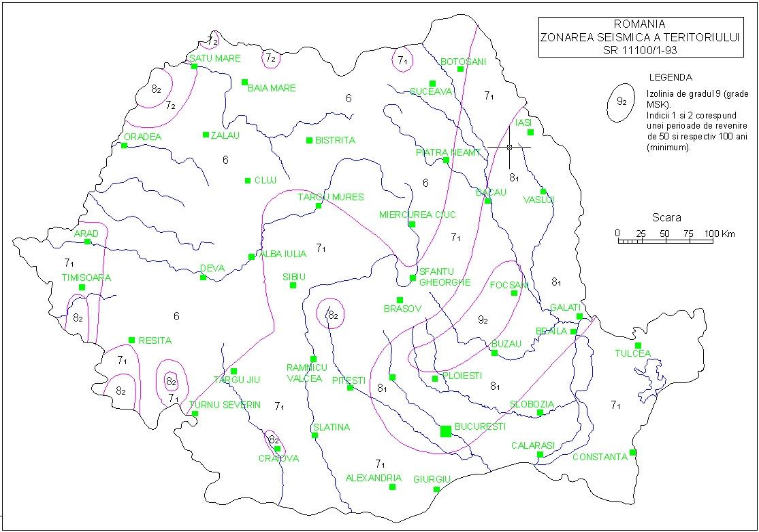 ROMANIA
ZONAREA SEISMICA A TERITORIULUI
SR 11100/1-93
LEGENDA
9₂
Izolinia de gradul 9 (grade
MSK).
Indicii 1 si 2 corespund
unei perioade de revenire
de 50 si respectiv 100 ani
(minimum).
Scara
0 25 50 75 100 Km
7₂
7₂
7₁
SATU MARE
BOTOSANI
8₂
BAIA MARE
SUCEAVA
7₁
7₂
6
IASI
ORADEA
ZALAU
BISTRITA
PIATRA NEAMT
6
CLUJ
6
8₁
TARGU MURES
BACAU
VASLUI
MIERCUREA CIUC
ARAD
7₁
7₁
ALBA IULIA
7₁
DEVA
SFANTU
GHEORGHE
TIMISOARA
SIBIU
FOCSANI
8₁
BRASOV
8₂
6
8₂
9₂
GALATI
BRAILA
RESITA
BUZAU
TULCEA
7₁
RAMNICU
VALCEA
8₂
8₂
TARGU JIU
PITESTI
8₁
PLOIESTI
8₁
7₁
7₁
SLOBOZIA
7₁
TURNU SEVERIN
SLATINA
BUCURESTI
8₂
CRAIOVA
CALARASI
CONSTANTA
7₁
ALEXANDRIA
GIURGIU